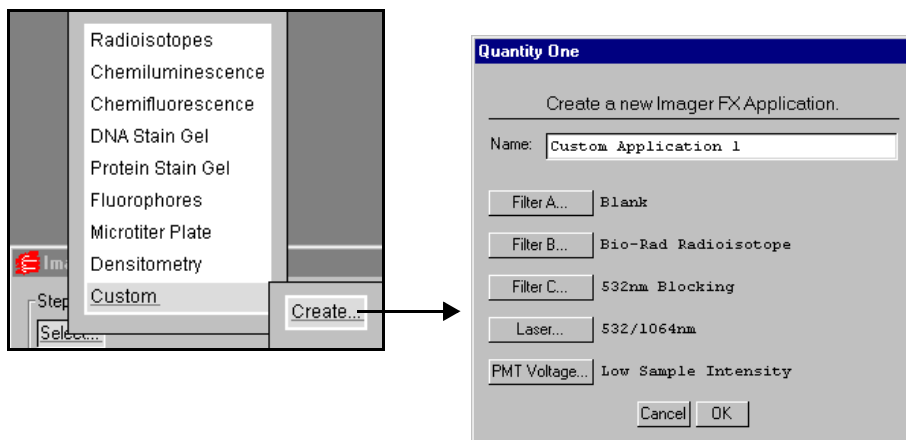 Radioisotopes
Chemiluminescence
Chemifluorescence
DNA Stain Gel
Protein Stain Gel
Fluorophores
Microtiter Plate
Densitometry
Custom
Create...
Step
Quantity One
Create a new Imager FX Application.
Name: Custom Application 1
Filter A... Blank
Filter B... Bio-Rad Radioisotope
Filter C... 532nm Blocking
Laser... 532/1064nm
PMT Voltage... Low Sample Intensity
Cancel OK